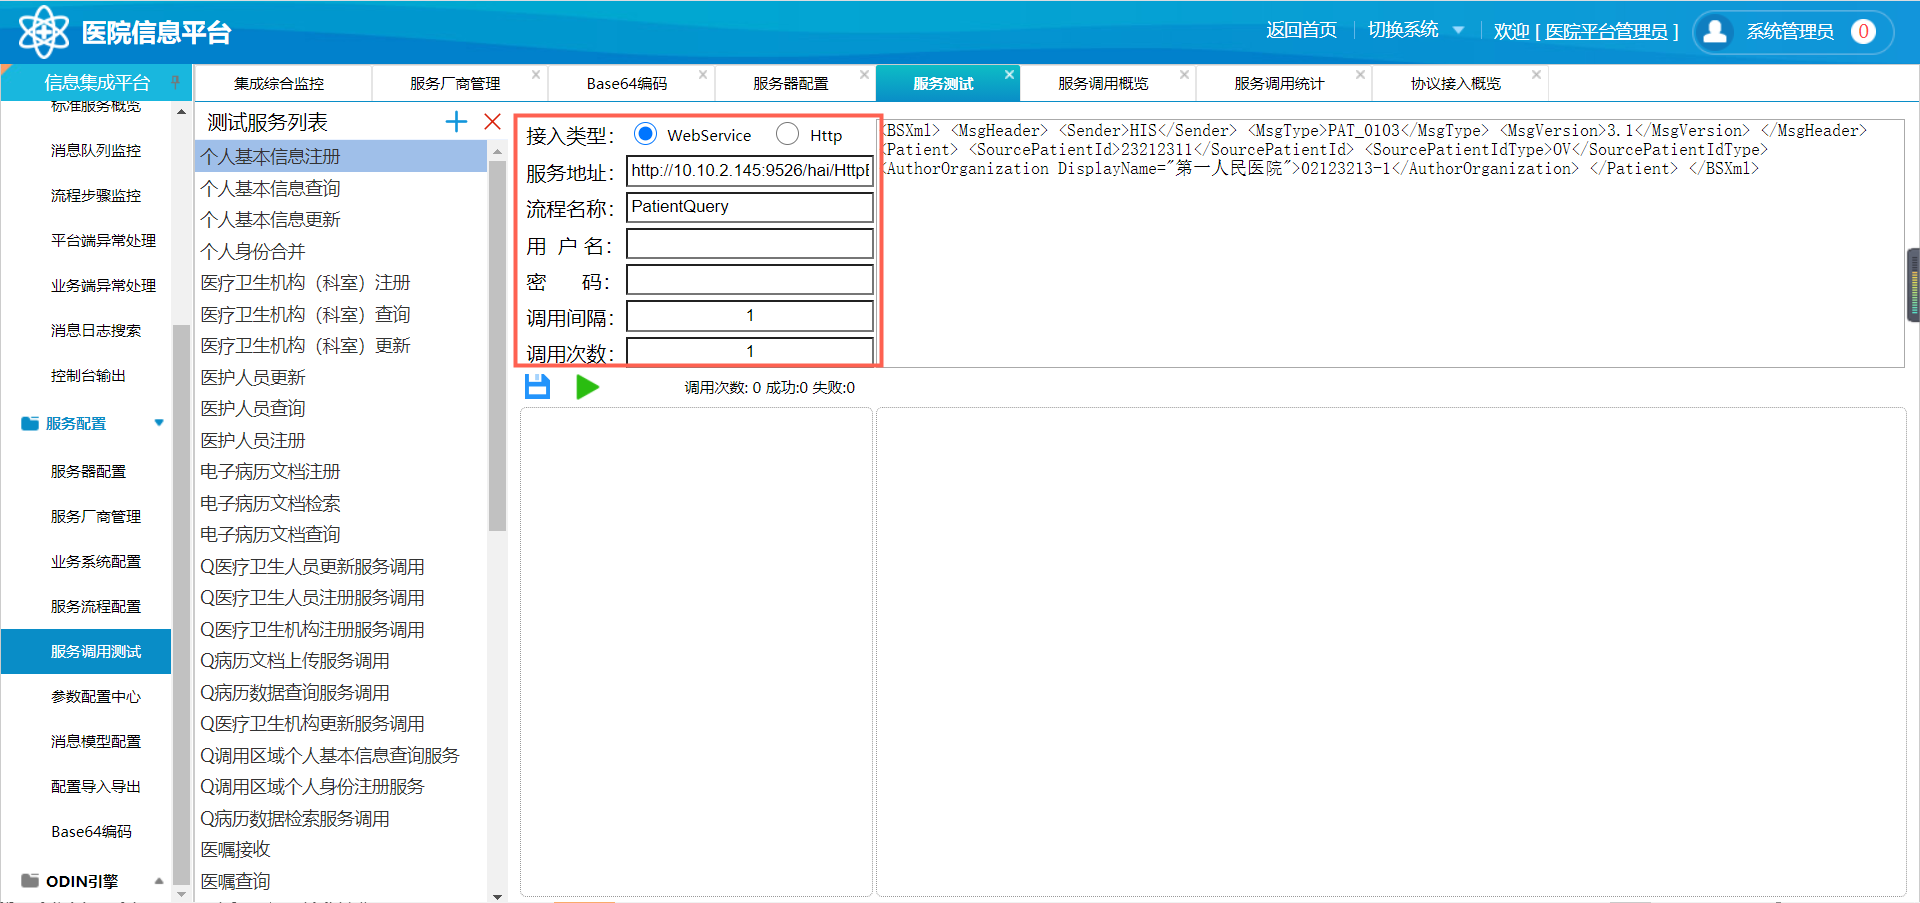 医院信息平台
返回首页
切换系统
欢迎 [ 医院平台管理员 ]
系统管理员
0
信息集成平台
集成综合监控
服务厂商管理
Base64编码
服务器配置
服务测试
服务调用概览
服务调用统计
协议接入概览
标准服务概览
消息队列监控
流程步骤监控
平台端异常处理
业务端异常处理
消息日志搜索
控制台输出
服务配置
服务器配置
服务厂商管理
业务系统配置
服务流程配置
服务调用测试
参数配置中心
消息模型配置
配置导入导出
Base64编码
ODIN引擎
测试服务列表
个人基本信息注册
个人基本信息查询
个人基本信息更新
个人身份合并
医疗卫生机构（科室）注册
医疗卫生机构（科室）查询
医疗卫生机构（科室）更新
医护人员更新
医护人员查询
医护人员注册
电子病历文档注册
电子病历文档检索
电子病历文档查询
Q医疗卫生人员更新服务调用
Q医疗卫生人员注册服务调用
Q医疗卫生机构注册服务调用
Q病历文档上传服务调用
Q病历数据查询服务调用
Q医疗卫生机构更新服务调用
Q调用区域个人基本信息查询服务
Q调用区域个人身份注册服务
Q病历数据检索服务调用
医嘱接收
医嘱查询
接入类型： WebService Http
服务地址： http://10.10.2.145:9526/hai/Http
流程名称： PatientQuery
用 户 名：
密 码：
调用间隔： 1
调用次数： 1
调用次数: 0 成功:0 失败:0
<BSXml> <MsgHeader> <Sender>HIS</Sender> <MsgType>PAT_0103</MsgType> <MsgVersion>3.1</MsgVersion> </MsgHeader>
<Patient> <SourcePatientId>23212311</SourcePatientId> <SourcePatientIdType>OV</SourcePatientIdType>
<AuthorOrganization DisplayName="第一人民医院">02123213-1</AuthorOrganization> </Patient> </BSXml>